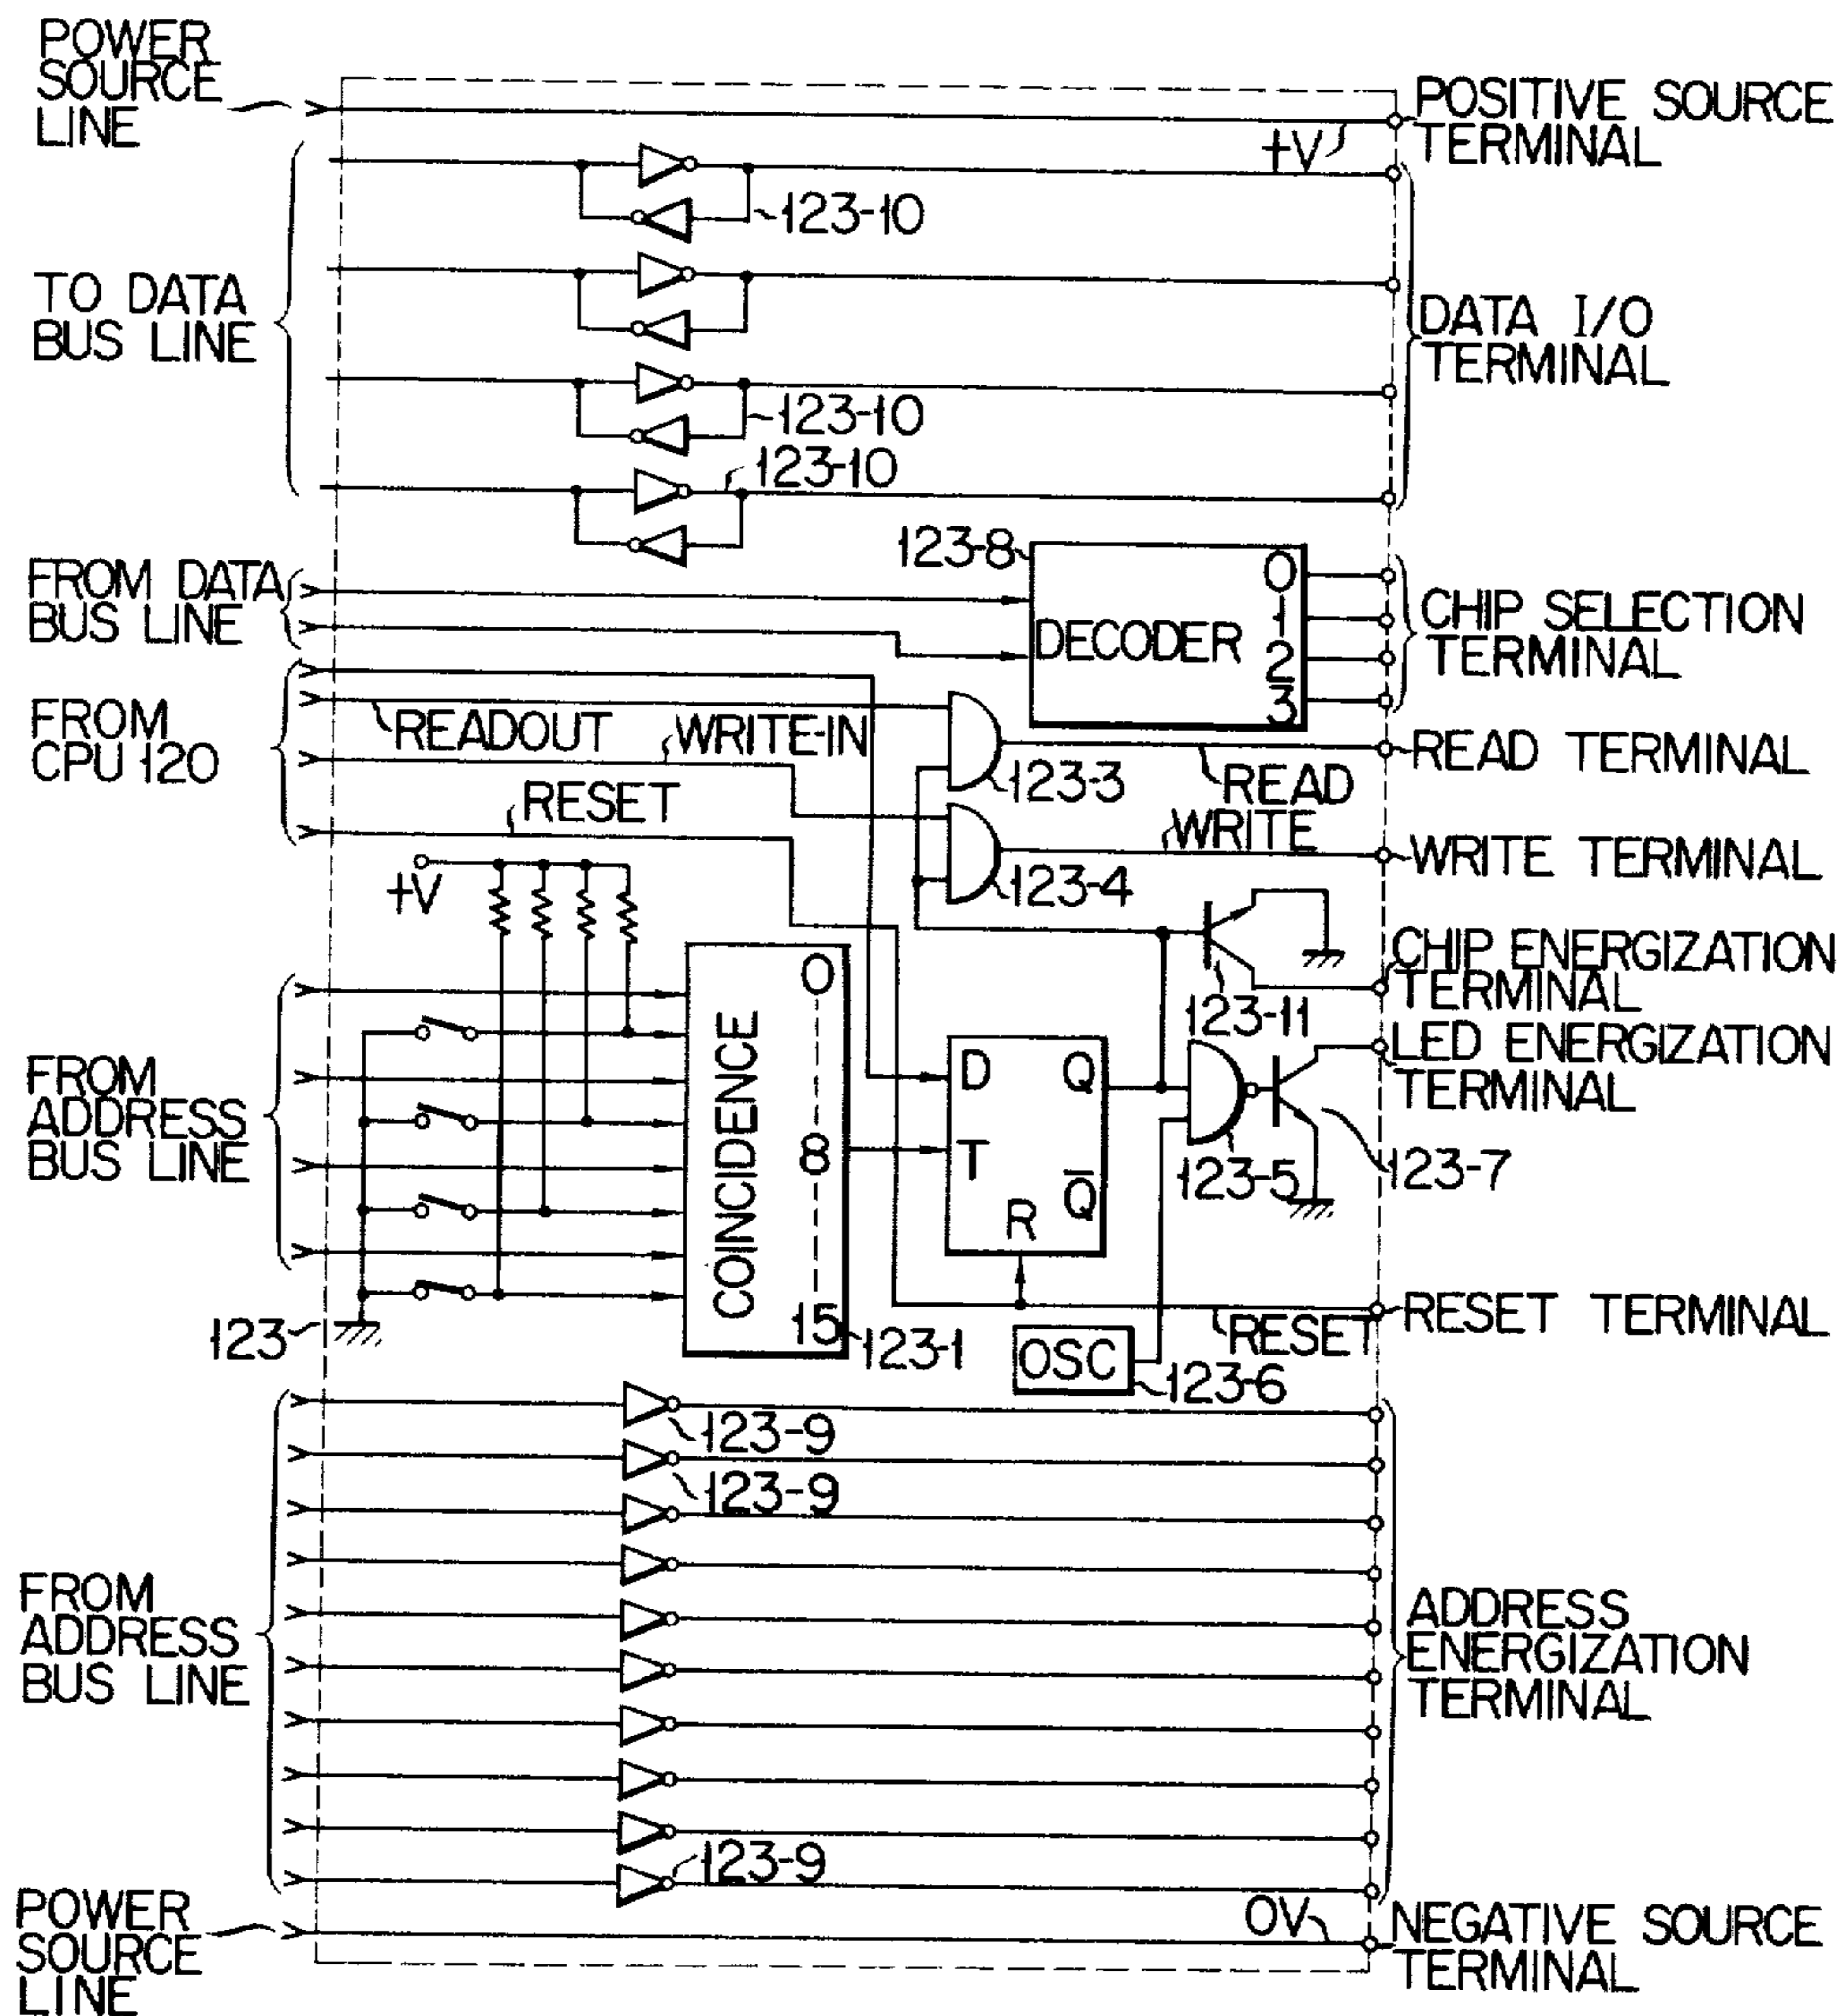 POWER
SOURCE
LINE
POSITIVE SOURCE
TERMINAL
+V
123-10
TO DATA
BUS LINE
DATA I/O
TERMINAL
123-10
123-10
123-8
FROM DATA
BUS LINE
DECODER
0
1
2
3
CHIP SELECTION
TERMINAL
FROM
CPU 120
READOUT
WRITE-IN
123-3
READ
READ TERMINAL
RESET
WRITE
123-4
WRITE TERMINAL
+V
CHIP ENERGIZATION
TERMINAL
123-11
LED ENERGIZATION
TERMINAL
FROM
ADDRESS
BUS LINE
COINCIDENCE
0
8
15
D
Q
T
Q̅
R
123-5
123-7
123
123-1
RESET
RESET TERMINAL
OSC
123-6
123-9
123-9
FROM
ADDRESS
BUS LINE
ADDRESS
ENERGIZATION
TERMINAL
123-9
POWER
SOURCE
LINE
0V
NEGATIVE SOURCE
TERMINAL